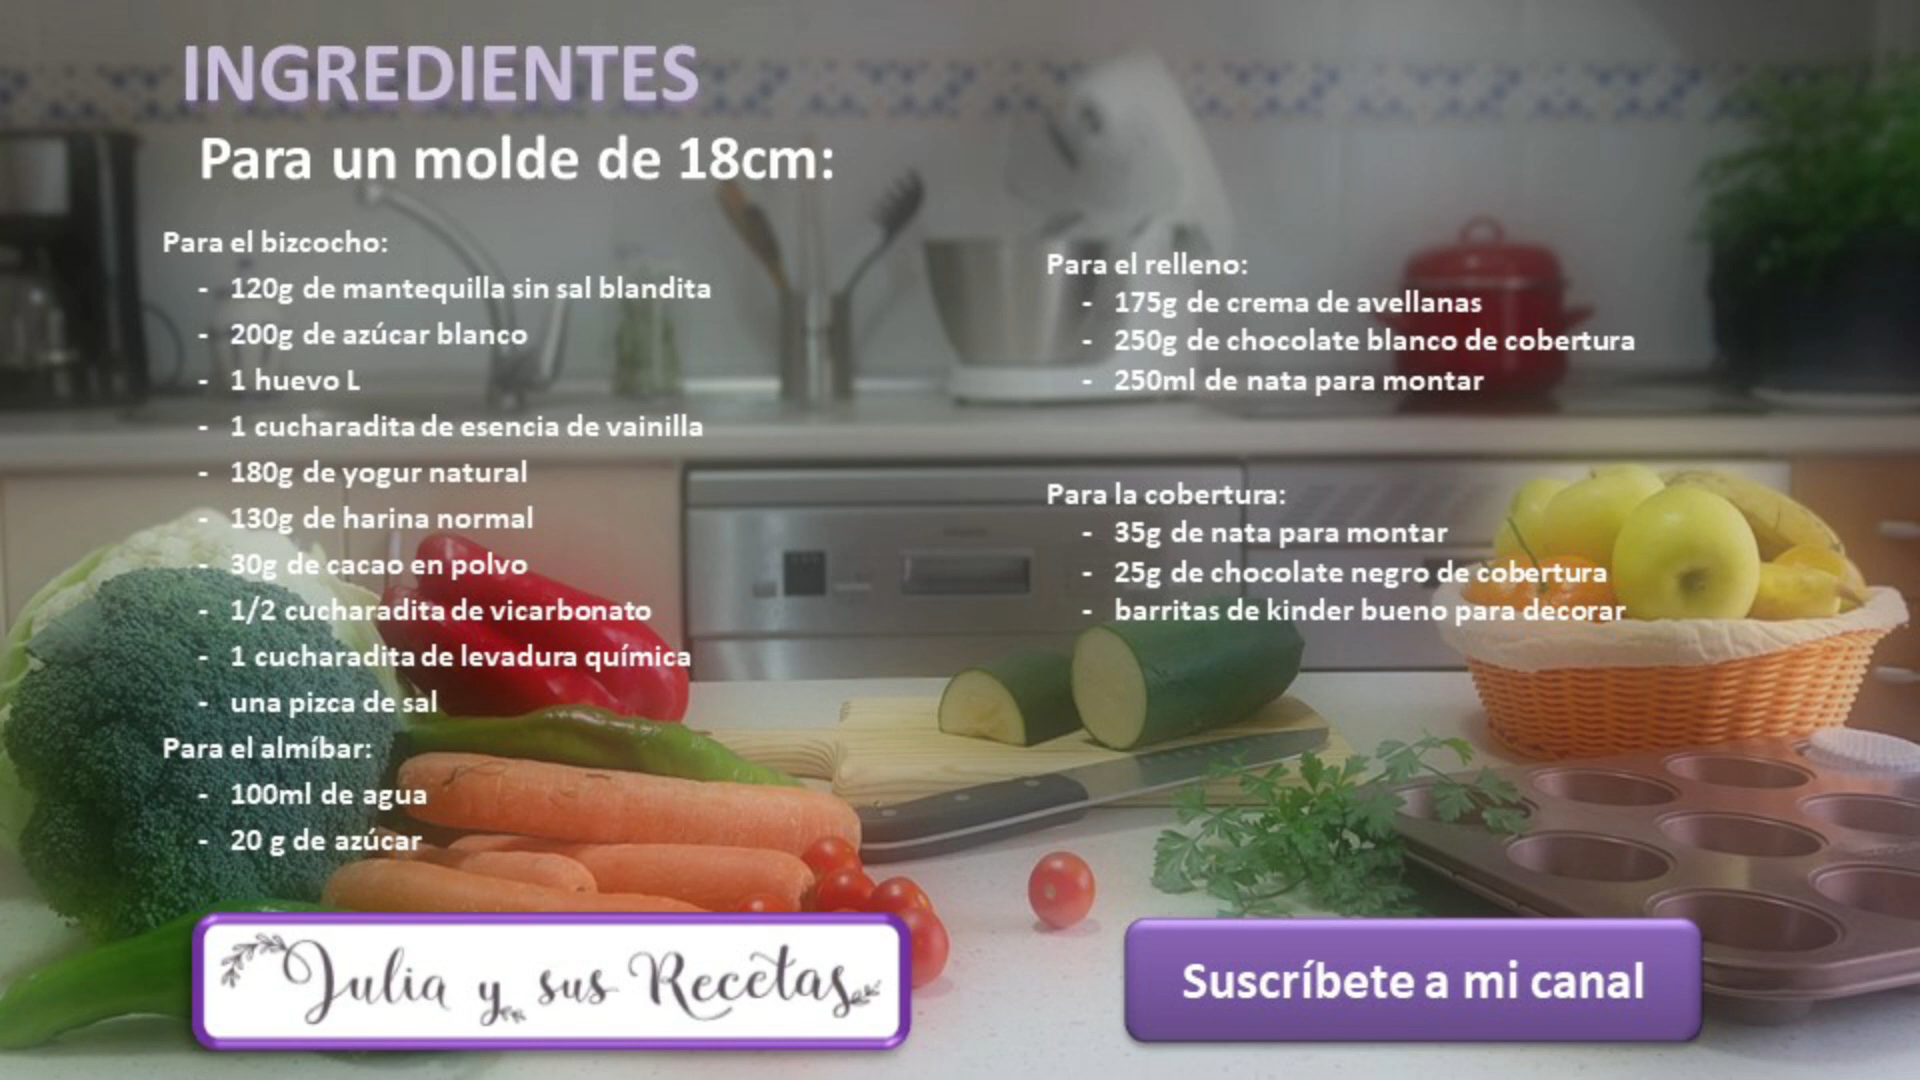 INGREDIENTES
Para un molde de 18cm:
Para el bizcocho:
- 120g de mantequilla sin sal blandita
- 200g de azúcar blanco
- 1 huevo L
- 1 cucharadita de esencia de vainilla
- 180g de yogur natural
- 130g de harina normal
- 30g de cacao en polvo
- 1/2 cucharadita de vicarbonato
- 1 cucharadita de levadura química
- una pizca de sal
Para el almíbar:
- 100ml de agua
- 20 g de azúcar
Para el relleno:
- 175g de crema de avellanas
- 250g de chocolate blanco de cobertura
- 250ml de nata para montar
Para la cobertura:
- 35g de nata para montar
- 25g de chocolate negro de cobertura
- barritas de kinder bueno para decorar
Julia y sus Recetas
Suscríbete a mi canal